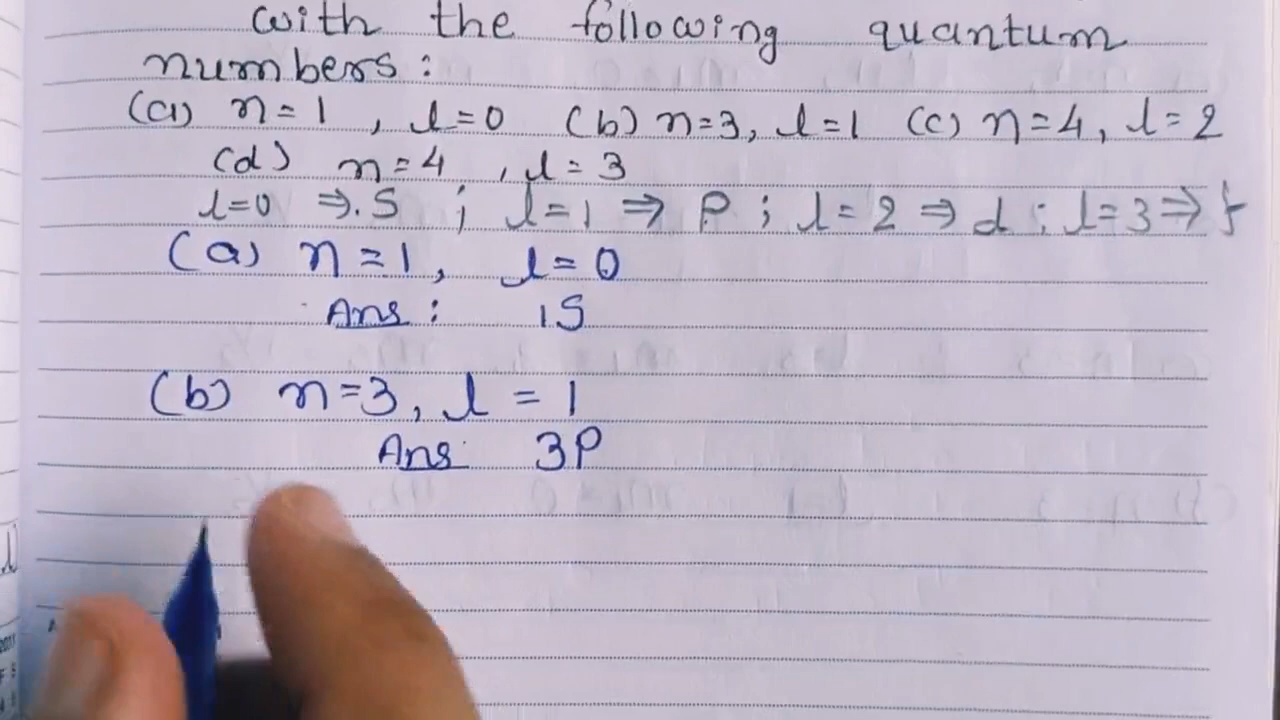 with the following quantum
numbers :
(a) n=1 , l=0 (b) n=3, l=1 (c) n=4, l=2
(d) n=4 , l=3
l=0 ⇒. S ; l=1 ⇒ P ; l=2 ⇒ d ; l=3 ⇒ f
(a) n=1, l=0
Ans : 1S
(b) n=3, l=1
Ans: 3P